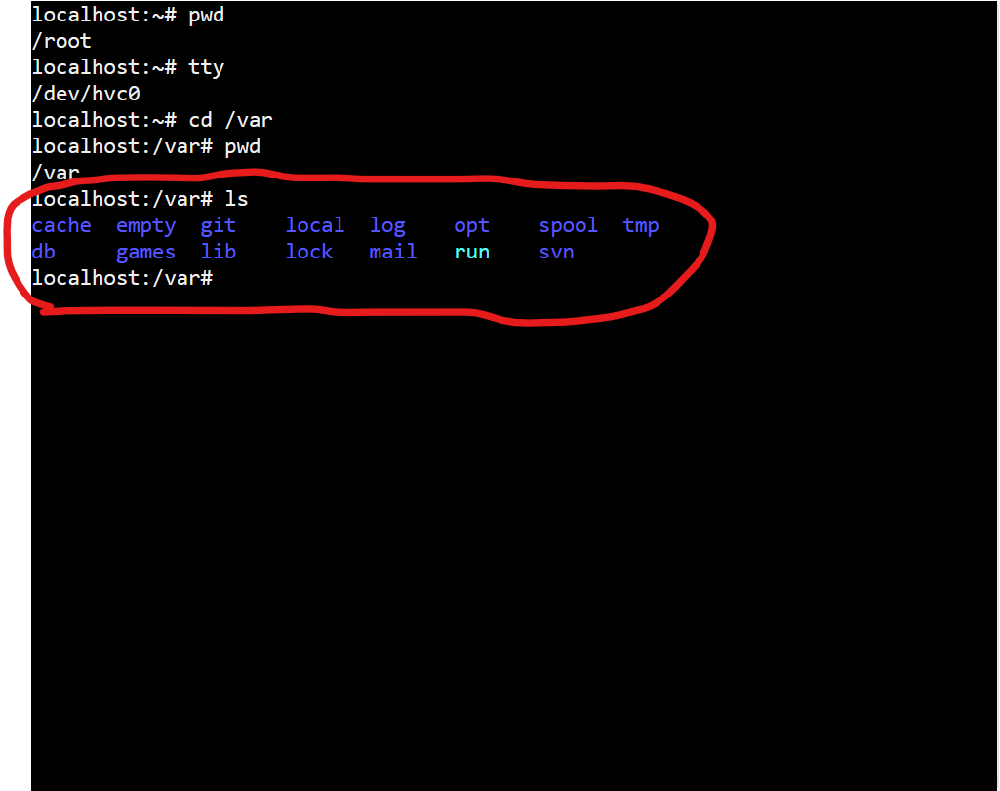 localhost:~# pwd
/root
localhost:~# tty
/dev/hvc0
localhost:~# cd /var
localhost:/var# pwd
/var
localhost:/var# ls
cache  empty  git    local  log    opt    spool  tmp
db     games  lib    lock   mail   run    svn
localhost:/var#